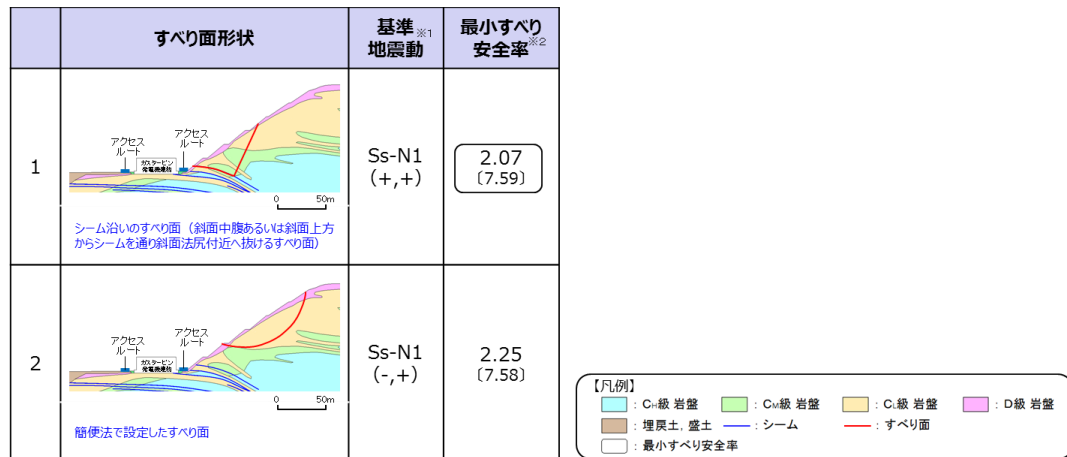 すべり面形状
基準※1
地震動
最小すべり
安全率※2
1
アクセス
ルート
アクセス
ルート
ガスタービン
発電機建物
0 50m
シーム沿いのすべり面（斜面中腹あるいは斜面上方
からシームを通り斜面法尻付近へ抜けるすべり面）
Ss-N1
(+,+)
2.07
〔7.59〕
2
アクセス
ルート
アクセス
ルート
ガスタービン
発電機建物
0 50m
簡便法で設定したすべり面
Ss-N1
(-,+)
2.25
〔7.58〕
【凡例】
：CH級 岩盤 ：CM級 岩盤 ：CL級 岩盤 ：D級 岩盤
：埋戻土，盛土 ：シーム ：すべり面
：最小すべり安全率